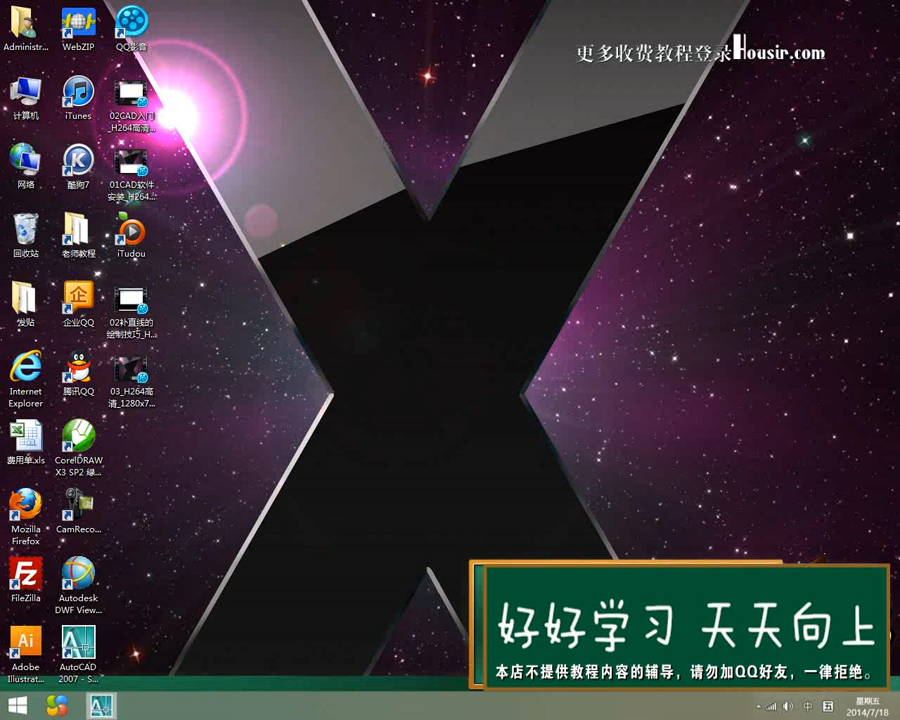 更多收费教程登录Housir.com
Administr...
WebZIP
QQ影音
计算机
iTunes
02CAD入门
_H264高清...
网络
酷狗7
01CAD软件
安装_H264...
回收站
老师教程
iTudou
发贴
企业QQ
02补直线的
绘制技巧_H...
Internet
Explorer
腾讯QQ
03_H264高
清_1280x7...
费用单.xls
CorelDRAW
X3 SP2 绿...
Mozilla
Firefox
CamReco...
FileZilla
Autodesk
DWF View...
Adobe
Illustrat...
AutoCAD
2007 - S...
好好学习 天天向上
本店不提供教程内容的辅导，请勿加QQ好友，一律拒绝。
中
五
星期五
2014/7/18